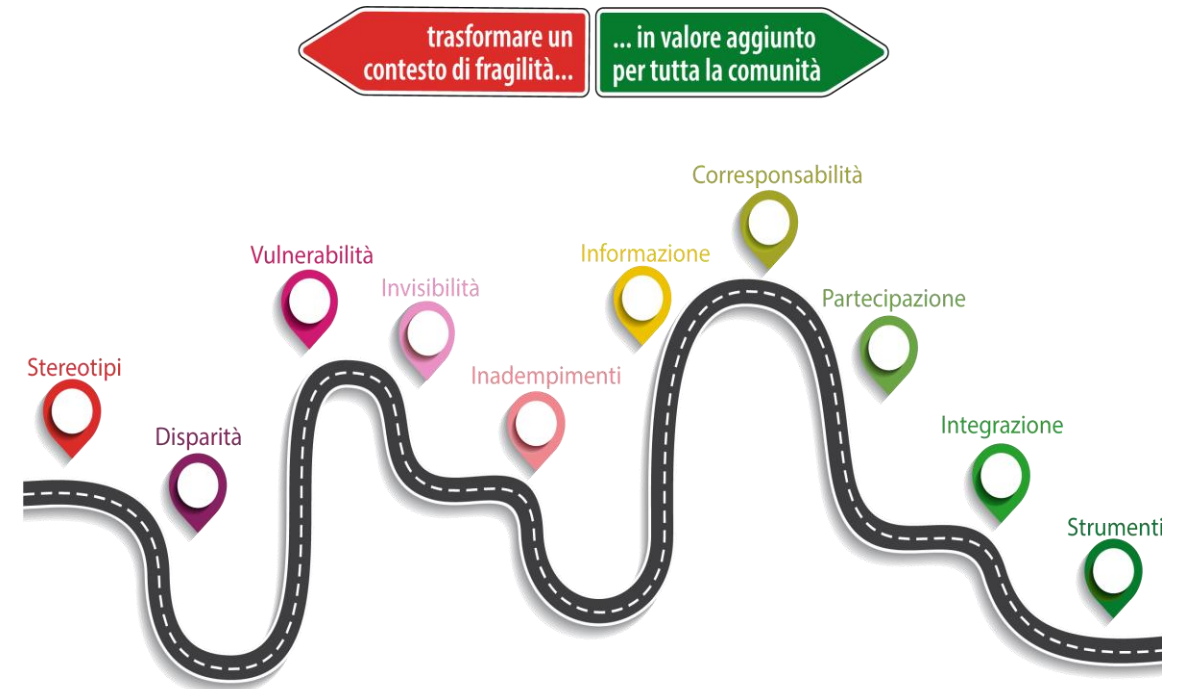 trasformare un
contesto di fragilità...
... in valore aggiunto
per tutta la comunità
Stereotipi
Disparità
Vulnerabilità
Invisibilità
Inadempimenti
Informazione
Corresponsabilità
Partecipazione
Integrazione
Strumenti